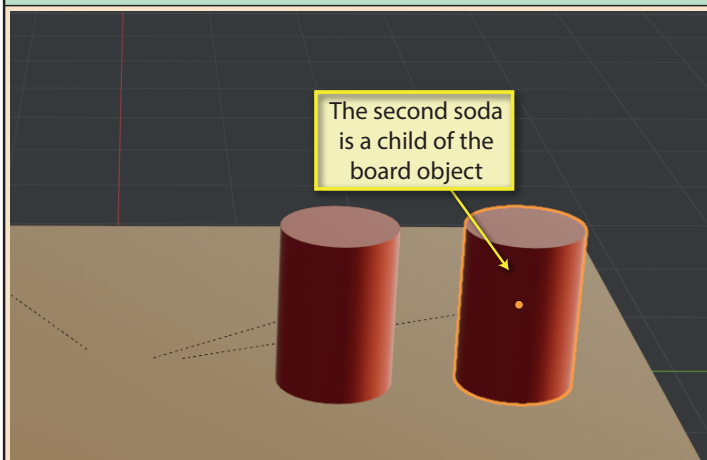 The second soda
is a child of the
board object